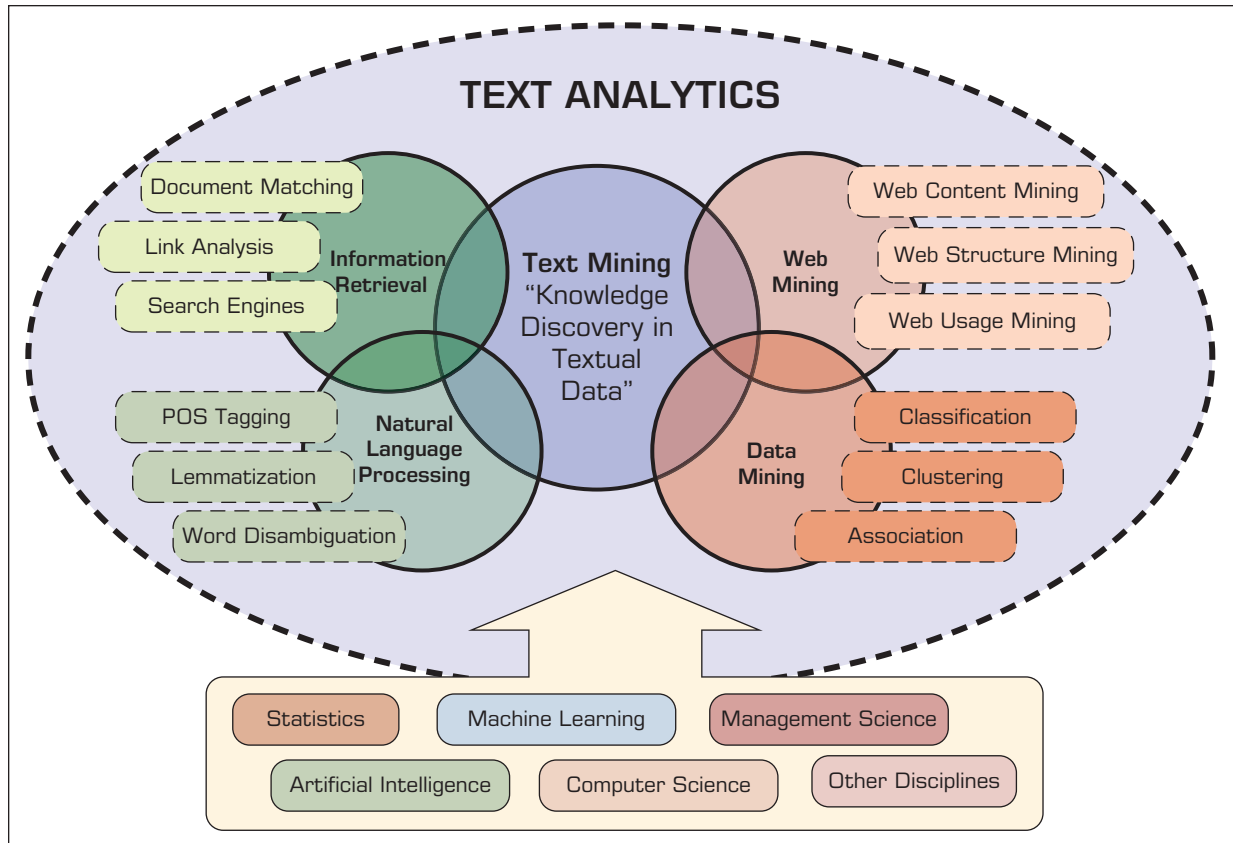 TEXT ANALYTICS
Document Matching
Link Analysis
Search Engines
Information
Retrieval
Text Mining
“Knowledge
Discovery in
Textual
Data”
Web
Mining
Web Content Mining
Web Structure Mining
Web Usage Mining
POS Tagging
Lemmatization
Word Disambiguation
Natural
Language
Processing
Data
Mining
Classification
Clustering
Association
Statistics
Machine Learning
Management Science
Artificial Intelligence
Computer Science
Other Disciplines